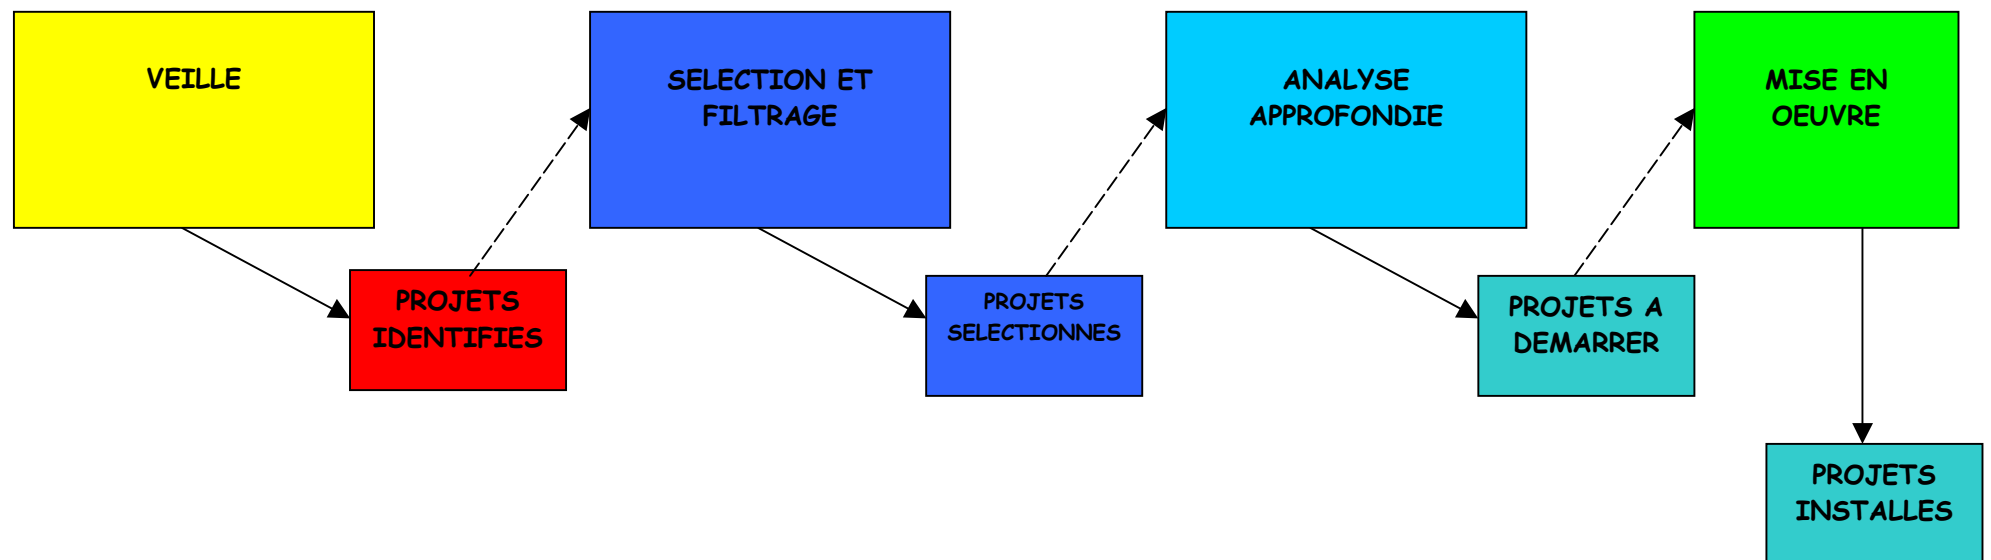 VEILLE
SELECTION ET
FILTRAGE
ANALYSE
APPROFONDIE
MISE EN
OEUVRE
PROJETS
IDENTIFIES
PROJETS
SELECTIONNES
PROJETS A
DEMARRER
PROJETS
INSTALLES